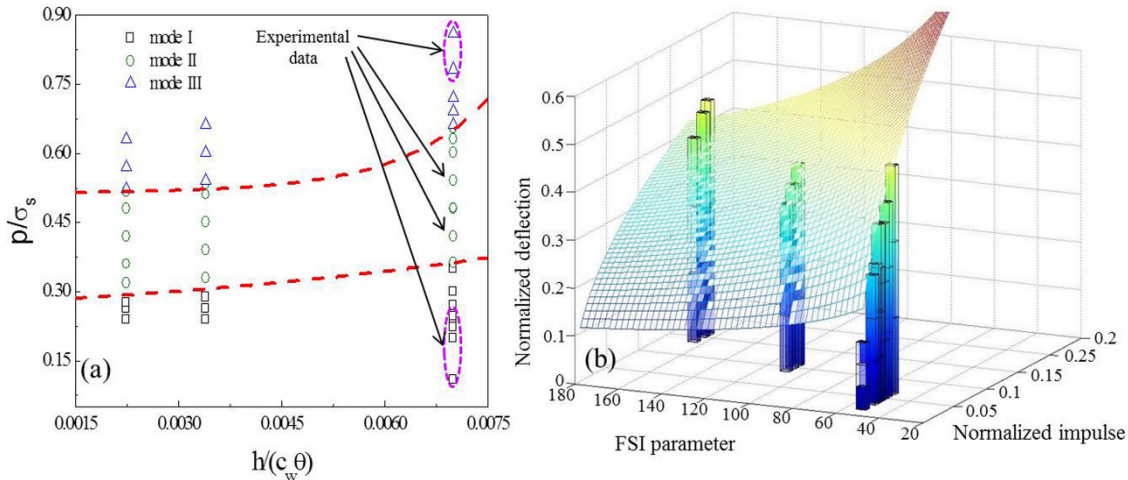 0.90
0.75
0.60
0.45
0.30
0.15
p/σs
(a)
mode I
mode II
mode III
Experimental
data
0.0015
0.0030
0.0045
0.0060
0.0075
h/(cwθ)
0.6
0.5
0.4
0.3
0.2
0.1
0
Normalized deflection
(b)
180
160
140
120
100
80
60
40
20
FSI parameter
0.05
0.1
0.15
0.25
0.2
Normalized impulse